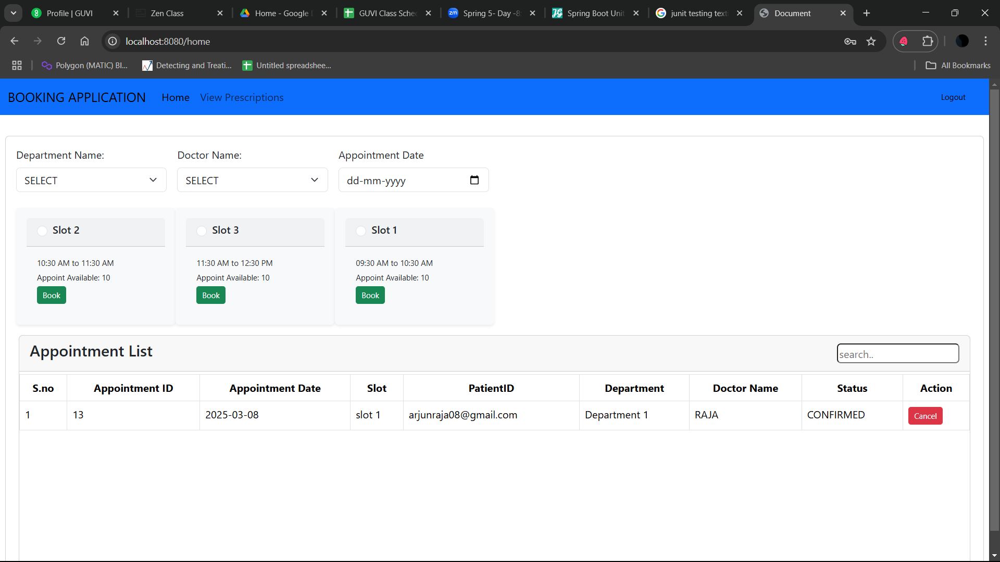 Profile | GUVI
Zen Class
Home - Google
GUVI Class Sche
zm
Spring 5- Day -8
Spring Boot Unit
junit testing text
Document
localhost:8080/home
Polygon (MATIC) Bl...
Detecting and Treati...
Untitled spreadshee...
All Bookmarks
BOOKING APPLICATION
Home
View Prescriptions
Logout
Department Name:
Doctor Name:
Appointment Date
SELECT
SELECT
dd-mm-yyyy
Slot 2
Slot 3
Slot 1
10:30 AM to 11:30 AM
11:30 AM to 12:30 PM
09:30 AM to 10:30 AM
Appoint Available: 10
Appoint Available: 10
Appoint Available: 10
Book
Book
Book
Appointment List
search..
S.no Appointment ID Appointment Date Slot PatientID Department Doctor Name Status Action
1 13 2025-03-08 slot 1 arjunraja08@gmail.com Department 1 RAJA CONFIRMED Cancel